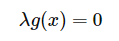 λg(x) = 0